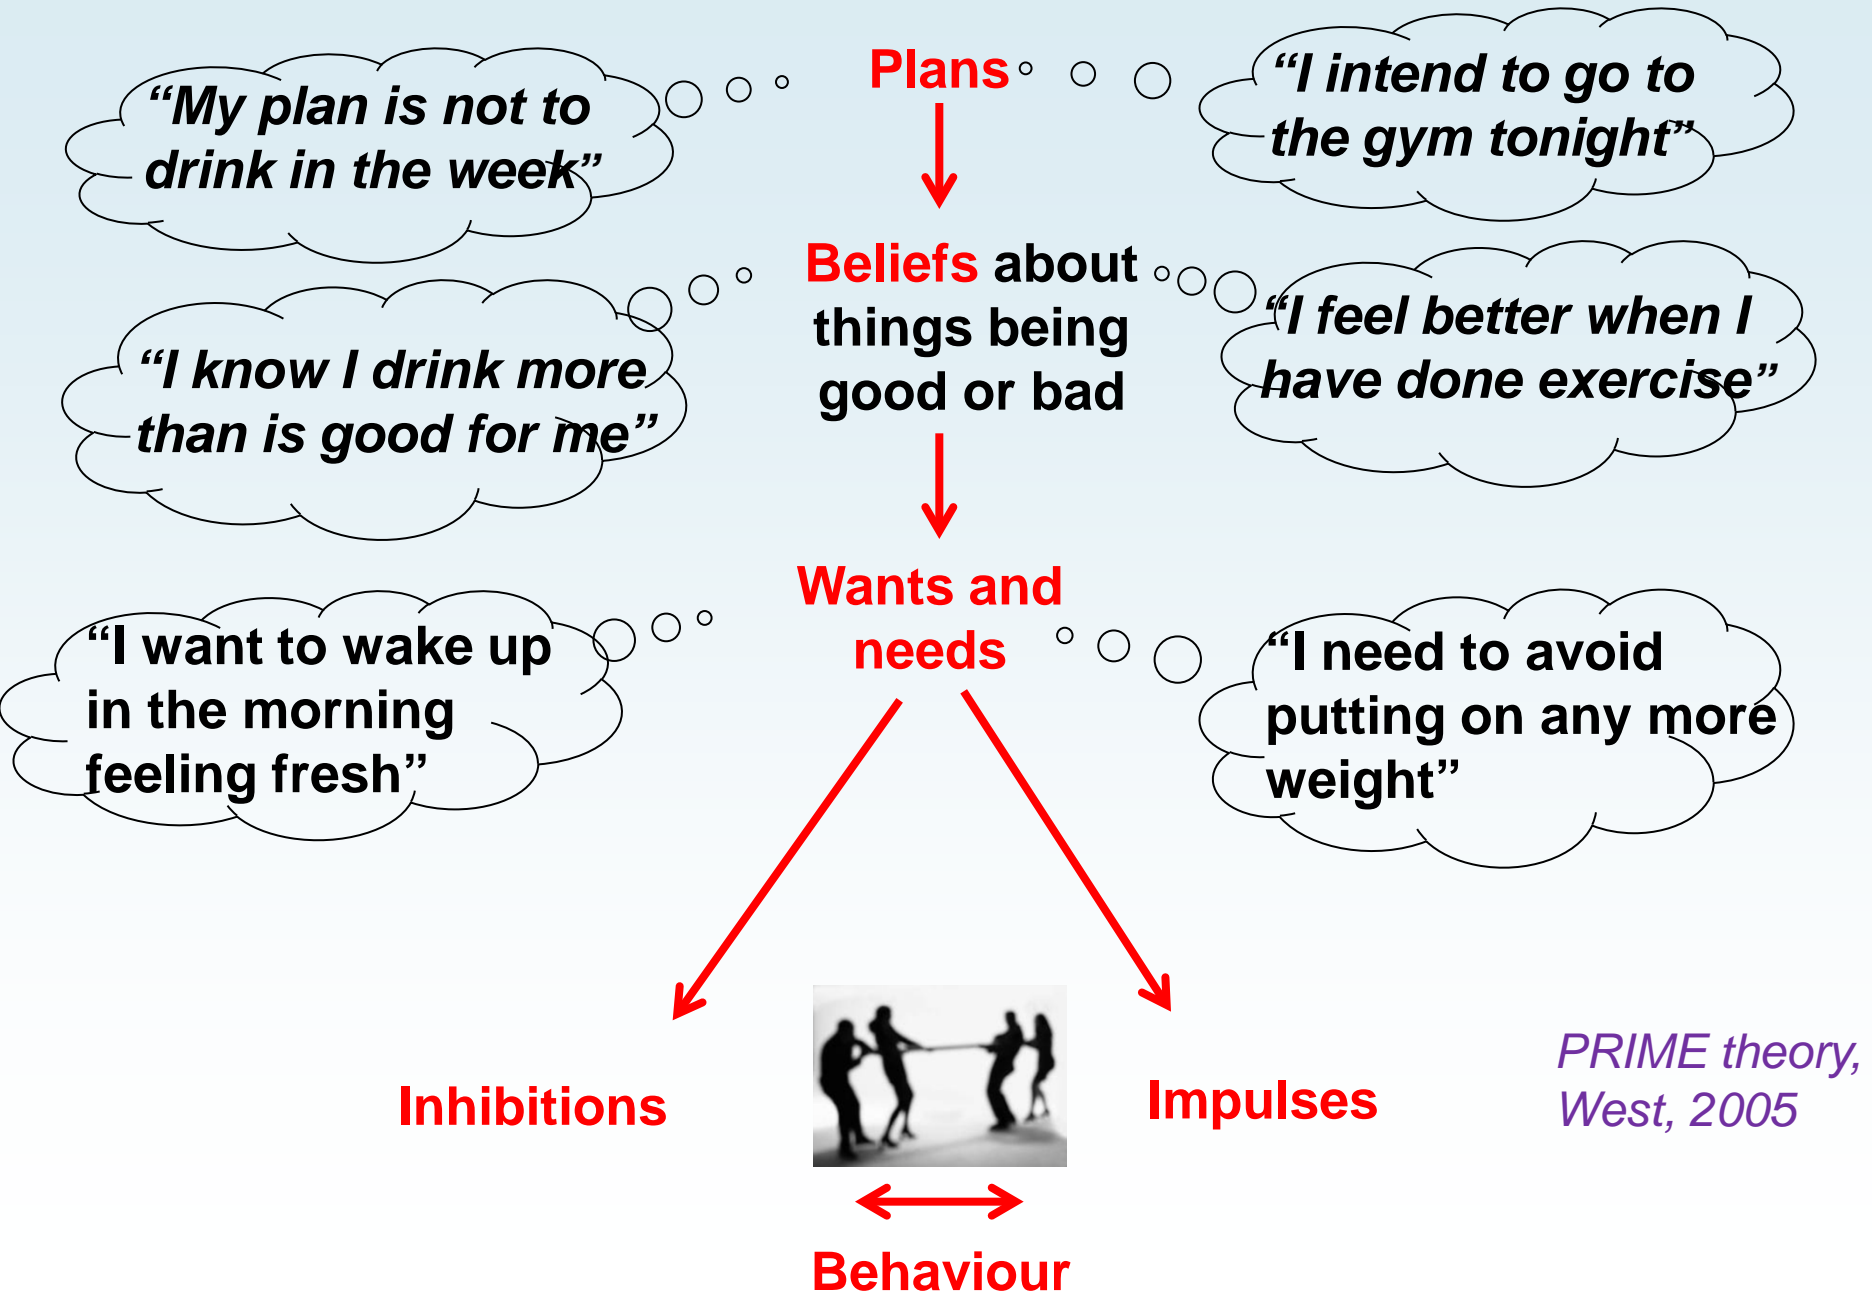 Plans
“My plan is not to
drink in the week”
“I intend to go to
the gym tonight”
Beliefs about
things being
good or bad
“I know I drink more
than is good for me”
“I feel better when I
have done exercise”
Wants and
needs
“I want to wake up
in the morning
feeling fresh”
“I need to avoid
putting on any more
weight”
Inhibitions
Impulses
PRIME theory,
West, 2005
Behaviour